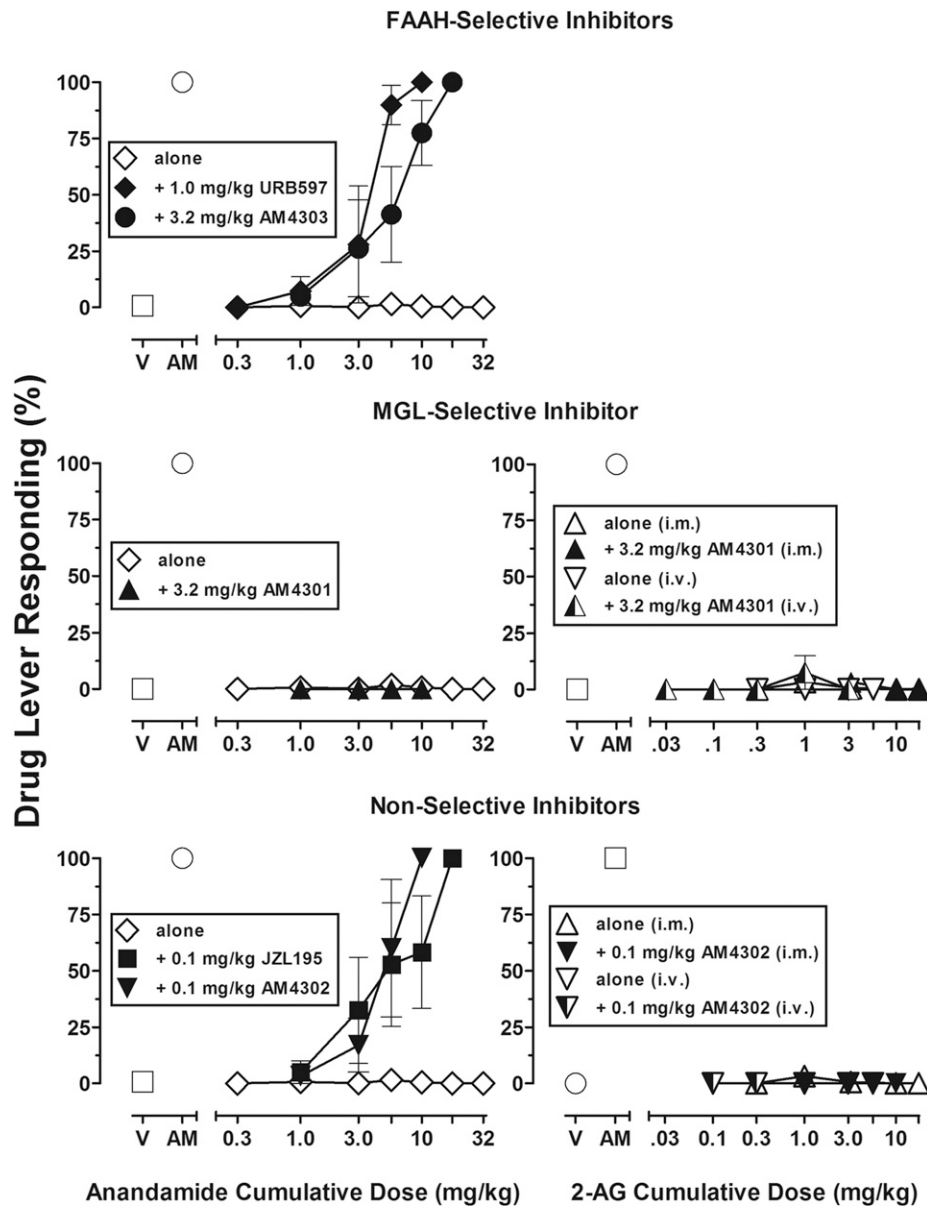 FAAH-Selective Inhibitors
100
75
50
25
0
alone
+ 1.0 mg/kg URB597
+ 3.2 mg/kg AM4303
V AM 0.3 1.0 3.0 10 32
Drug Lever Responding (%)
MGL-Selective Inhibitor
100
75
50
25
0
alone
+ 3.2 mg/kg AM4301
V AM 0.3 1.0 3.0 10 32
100
75
50
25
0
alone (i.m.)
+ 3.2 mg/kg AM4301 (i.m.)
alone (i.v.)
+ 3.2 mg/kg AM4301 (i.v.)
V AM .03 .1 .3 1 3 10
Non-Selective Inhibitors
100
75
50
25
0
alone
+ 0.1 mg/kg JZL195
+ 0.1 mg/kg AM4302
V AM 0.3 1.0 3.0 10 32
Anandamide Cumulative Dose (mg/kg)
100
75
50
25
0
alone (i.m.)
+ 0.1 mg/kg AM4302 (i.m.)
alone (i.v.)
+ 0.1 mg/kg AM4302 (i.v.)
V AM .03 0.1 0.3 1.0 3.0 10
2-AG Cumulative Dose (mg/kg)